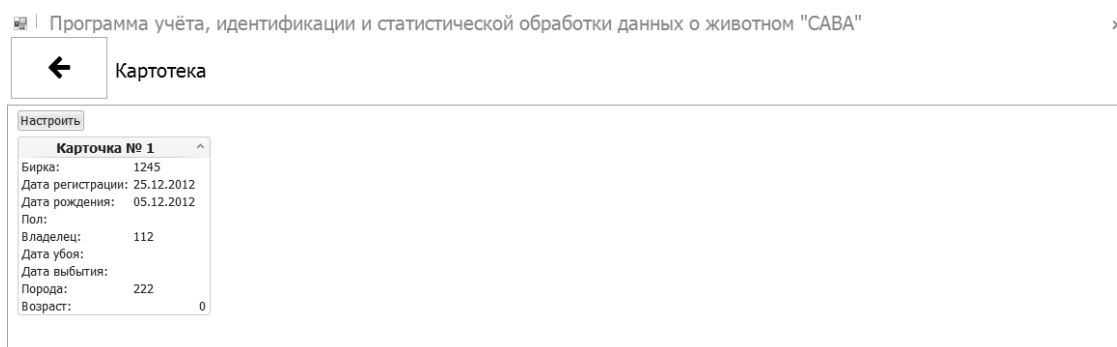 Программа учёта, идентификации и статистической обработки данных о животном "САВА"
Картотека
Настроить
Карточка № 1
Бирка: 1245
Дата регистрации: 25.12.2012
Дата рождения: 05.12.2012
Пол:
Владелец: 112
Дата убоя:
Дата выбытия:
Порода: 222
Возраст: 0